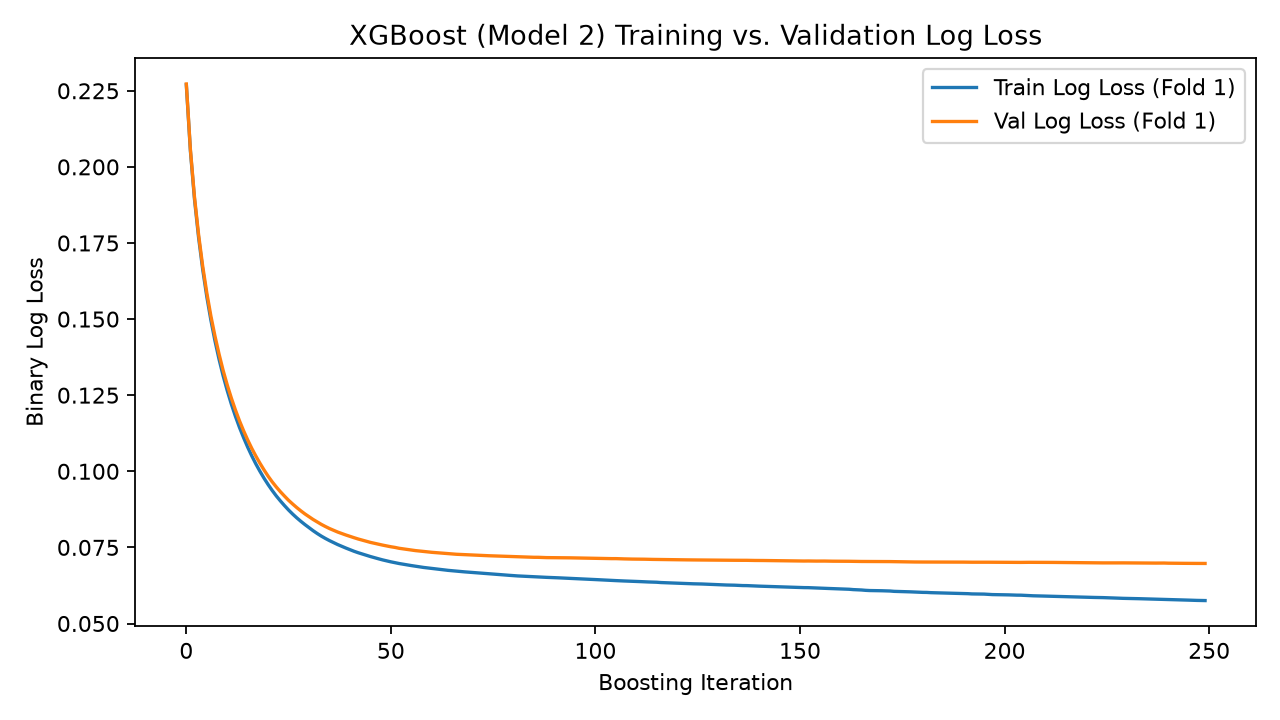 XGBoost (Model 2) Training vs. Validation Log Loss
Train Log Loss (Fold 1)
Val Log Loss (Fold 1)
Binary Log Loss
0.225
0.200
0.175
0.150
0.125
0.100
0.075
0.050
0
50
100
150
200
250
Boosting Iteration